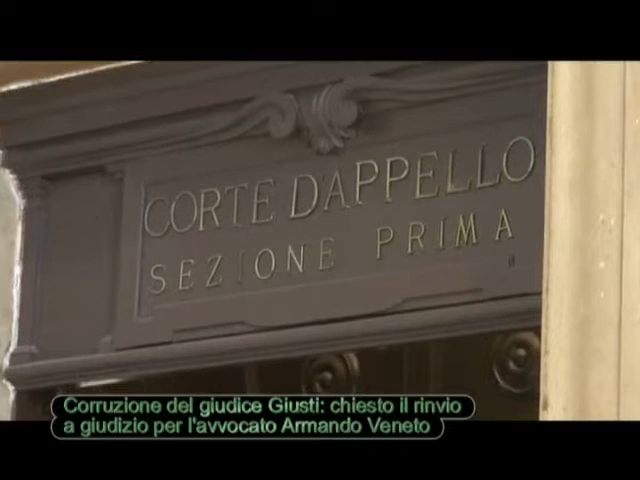 CORTE D'APPELLO
SEZIONE PRIMA
Corruzione del giudice Giusti: chiesto il rinvio
a giudizio per l'avvocato Armando Veneto